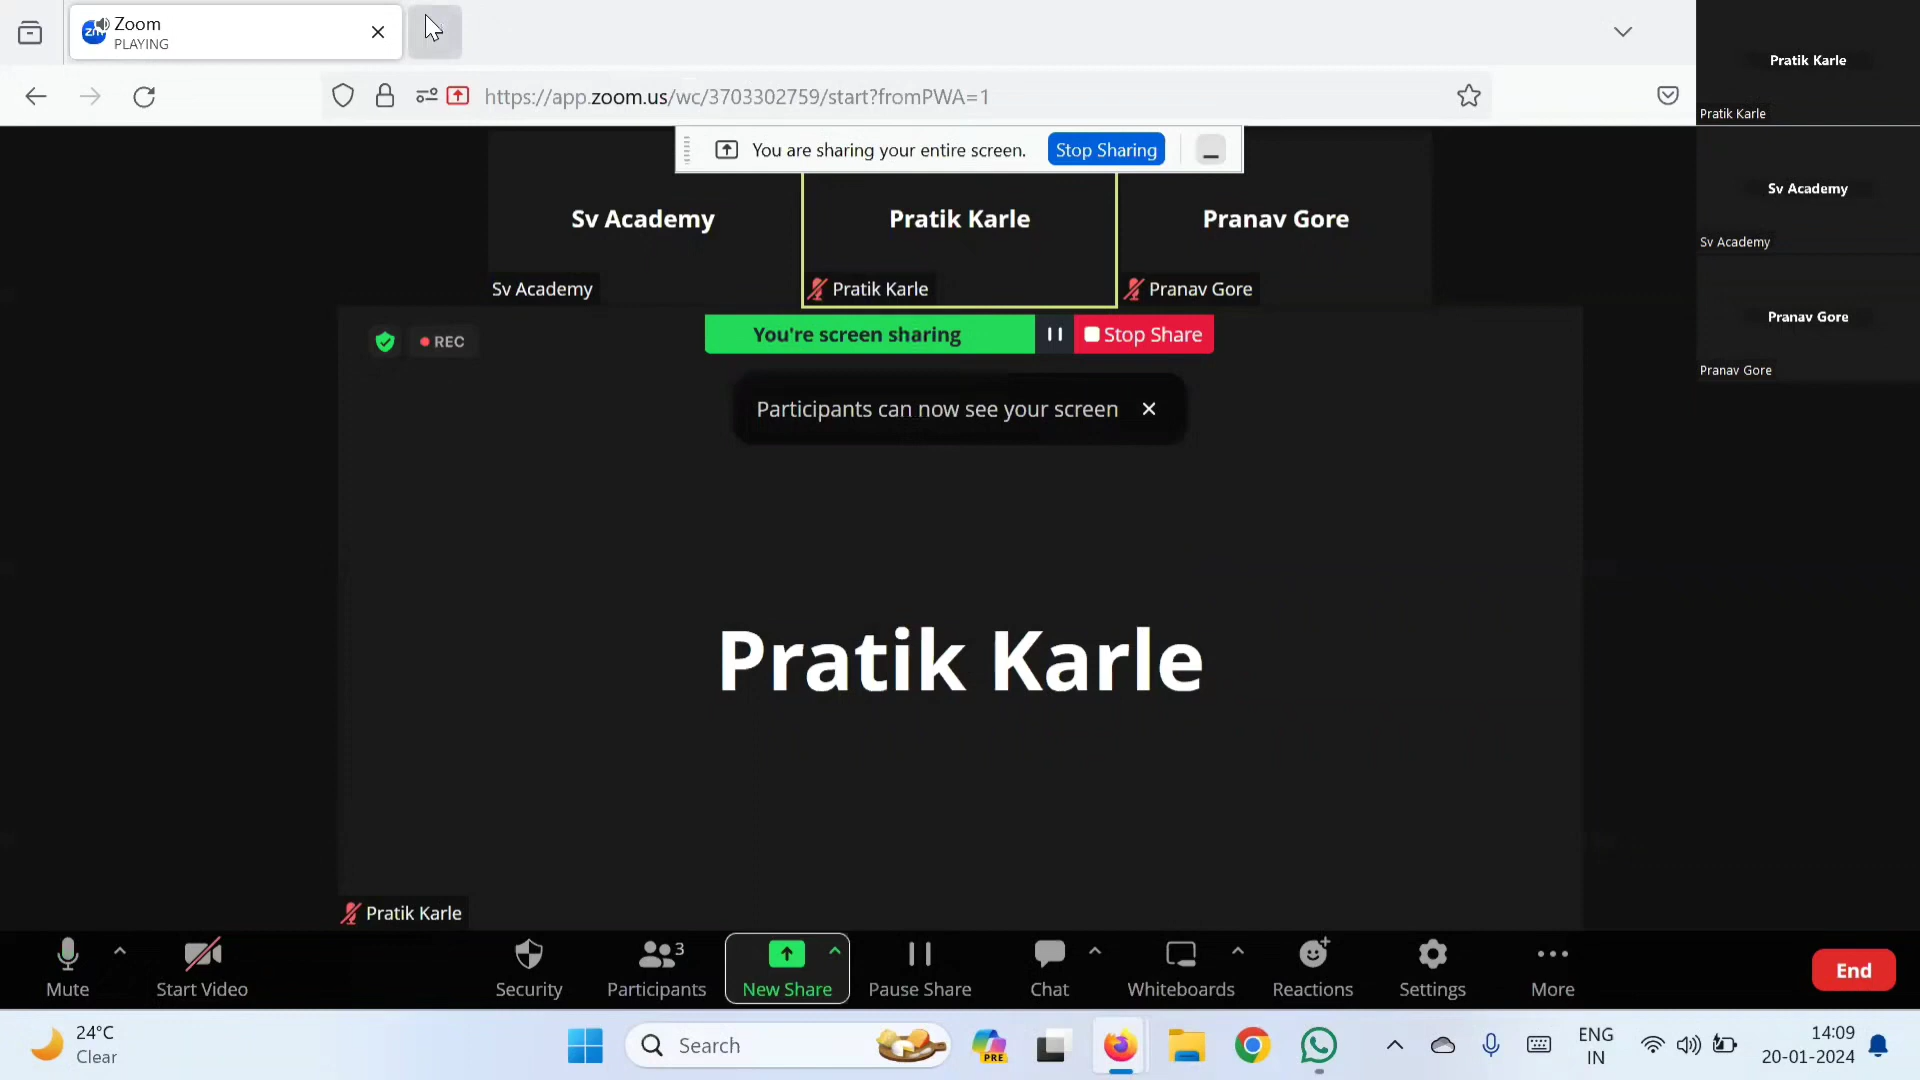 Zoom
PLAYING
https://app.zoom.us/wc/3703302759/start?fromPWA=1
You are sharing your entire screen.
Stop Sharing
Sv Academy
Pratik Karle
Pranav Gore
Sv Academy
Pratik Karle
Pranav Gore
REC
You're screen sharing
Stop Share
Participants can now see your screen
Pratik Karle
Pratik Karle
Pratik Karle
Pratik Karle
Sv Academy
Sv Academy
Pranav Gore
Pranav Gore
Mute
Start Video
Security
3
Participants
New Share
Pause Share
Chat
Whiteboards
Reactions
Settings
More
End
24°C
Clear
Search
PRE
ENG
IN
14:09
20-01-2024